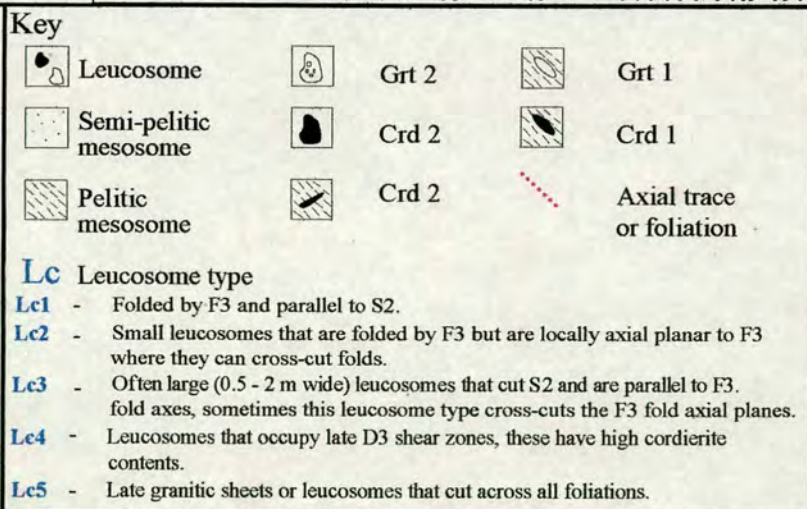 Key
Leucosome Grt 2 Grt 1
Semi-pelitic
mesosome Crd 2 Crd 1
Pelitic
mesosome Crd 2 Axial trace
or foliation
Lc Leucosome type
Lc1 - Folded by F3 and parallel to S2.
Lc2 - Small leucosomes that are folded by F3 but are locally axial planar to F3
where they can cross-cut folds.
Lc3 - Often large (0.5 - 2 m wide) leucosomes that cut S2 and are parallel to F3.
fold axes, sometimes this leucosome type cross-cuts the F3 fold axial planes.
Lc4 - Leucosomes that occupy late D3 shear zones, these have high cordierite
contents.
Lc5 - Late granitic sheets or leucosomes that cut across all foliations.